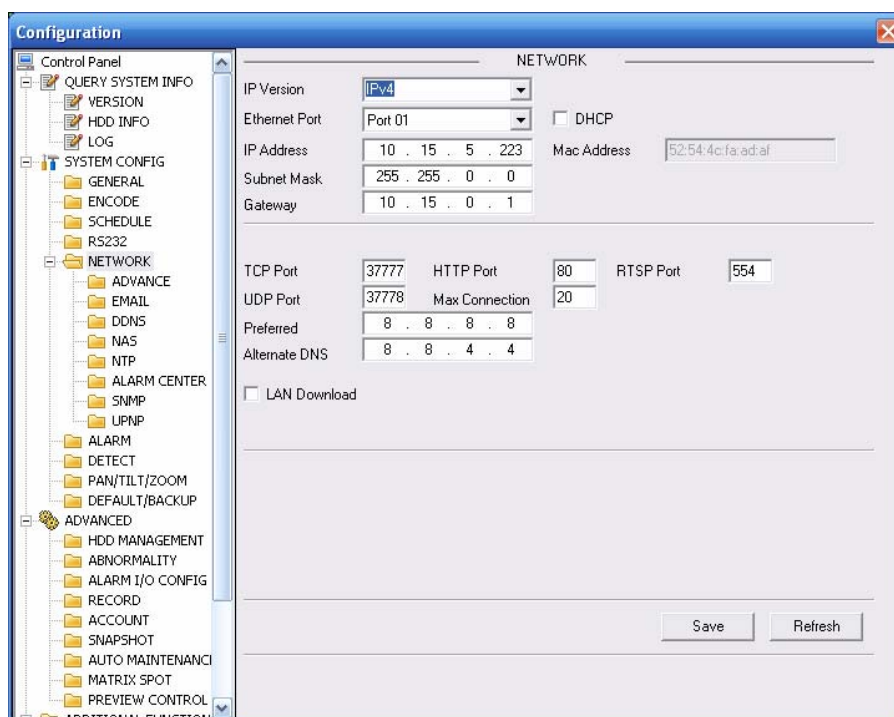 Configuration
Control Panel
QUERY SYSTEM INFO
VERSION
HDD INFO
LOG
SYSTEM CONFIG
GENERAL
ENCODE
SCHEDULE
RS232
NETWORK
ADVANCE
EMAIL
DDNS
NAS
NTP
ALARM CENTER
SNMP
UPNP
ALARM
DETECT
PAN/TILT/ZOOM
DEFAULT/BACKUP
ADVANCED
HDD MANAGEMENT
ABNORMALITY
ALARM I/O CONFIG
RECORD
ACCOUNT
SNAPSHOT
AUTO MAINTENANC
MATRIX SPOT
PREVIEW CONTROL
ADDITIONAL FUNCTION
NETWORK
IP Version IPv4
Ethernet Port Port 01 DHCP
IP Address 10 . 15 . 5 . 223 Mac Address 52:54:4c:fa:ad:af
Subnet Mask 255 . 255 . 0 . 0
Gateway 10 . 15 . 0 . 1
TCP Port 37777 HTTP Port 80 RTSP Port 554
UDP Port 37778 Max Connection 20
Preferred 8 . 8 . 8 . 8
Alternate DNS 8 . 8 . 4 . 4
LAN Download
Save Refresh